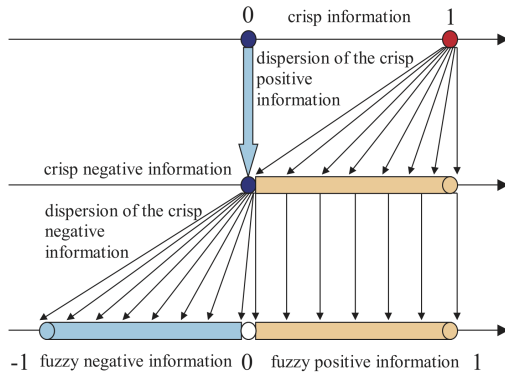 0 crisp information 1
dispersion of the crisp
positive
information
crisp negative information
dispersion of the crisp
negative
information
-1 fuzzy negative information 0 fuzzy positive information 1